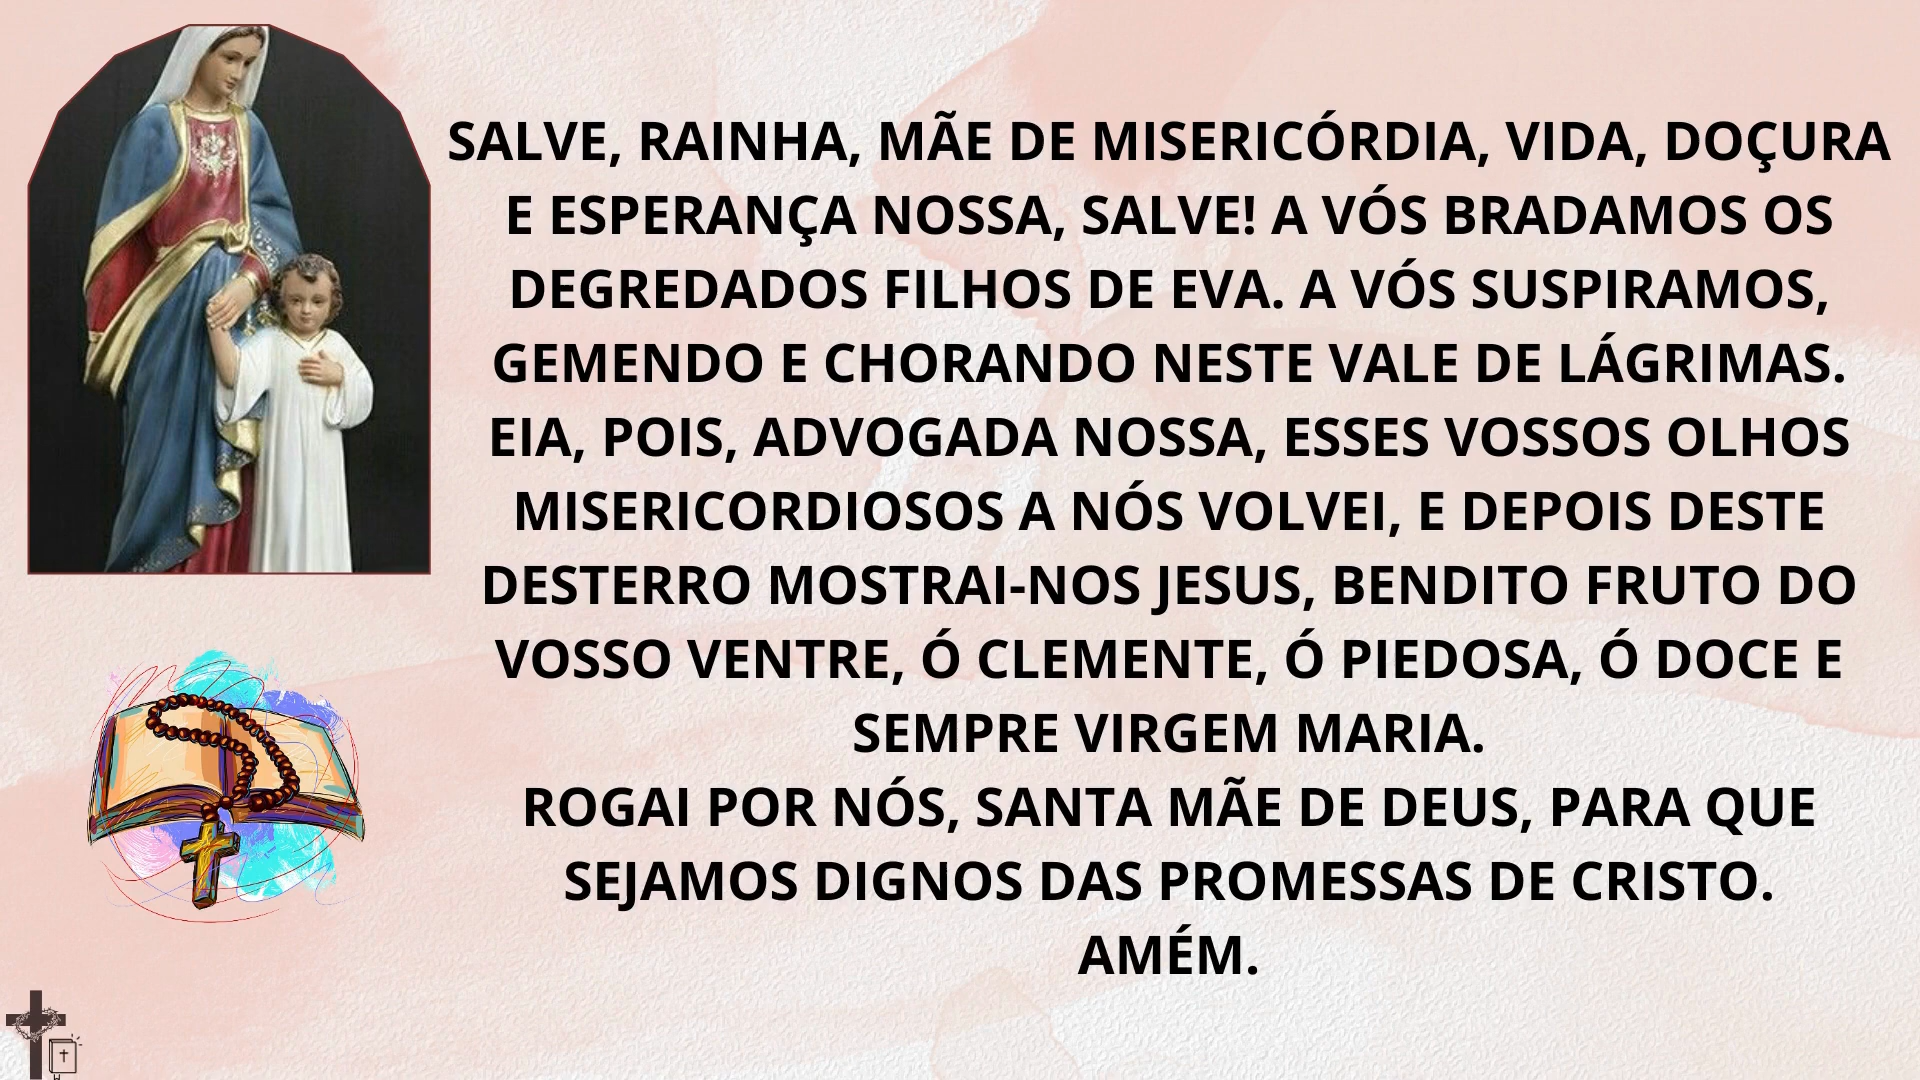 SALVE, RAINHA, MÃE DE MISERICÓRDIA, VIDA, DOÇURA
E ESPERANÇA NOSSA, SALVE! A VÓS BRADAMOS OS
DEGREDADOS FILHOS DE EVA. A VÓS SUSPIRAMOS,
GEMENDO E CHORANDO NESTE VALE DE LÁGRIMAS.
EIA, POIS, ADVOGADA NOSSA, ESSES VOSSOS OLHOS
MISERICORDIOSOS A NÓS VOLVEI, E DEPOIS DESTE
DESTERRO MOSTRAI-NOS JESUS, BENDITO FRUTO DO
VOSSO VENTRE, Ó CLEMENTE, Ó PIEDOSA, Ó DOCE E
SEMPRE VIRGEM MARIA.
ROGAI POR NÓS, SANTA MÃE DE DEUS, PARA QUE
SEJAMOS DIGNOS DAS PROMESSAS DE CRISTO.
AMÉM.